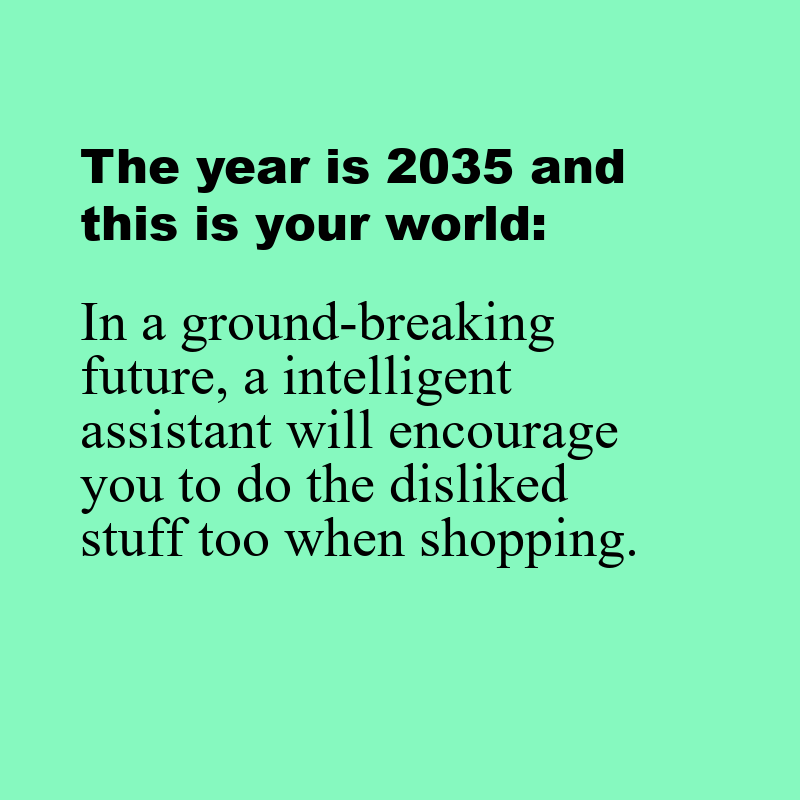 The year is 2035 and
this is your world:
In a ground-breaking
future, a intelligent
assistant will encourage
you to do the disliked
stuff too when shopping.